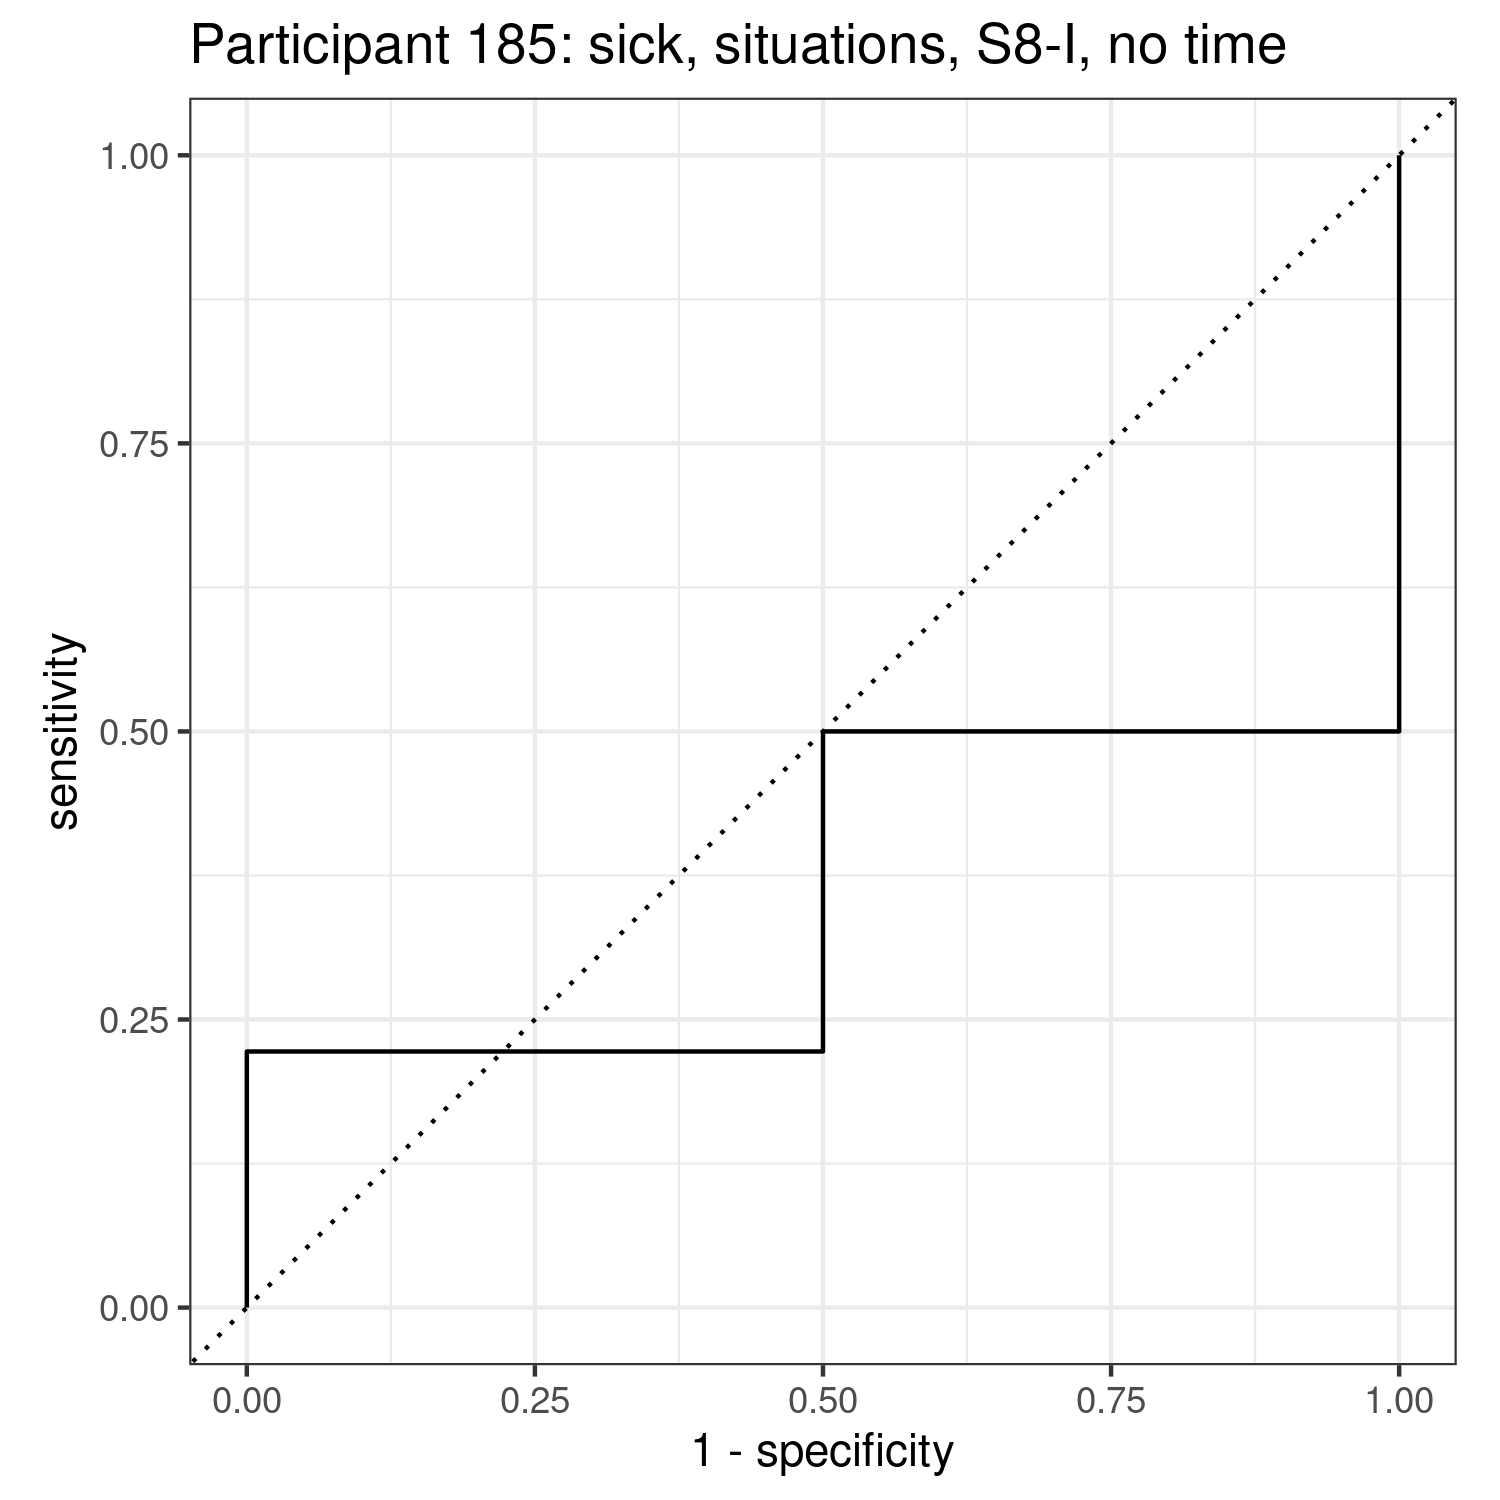 Participant 185: sick, situations, S8-I, no time
1.00
0.75
0.50
0.25
0.00
sensitivity
0.00 0.25 0.50 0.75 1.00
1 - specificity